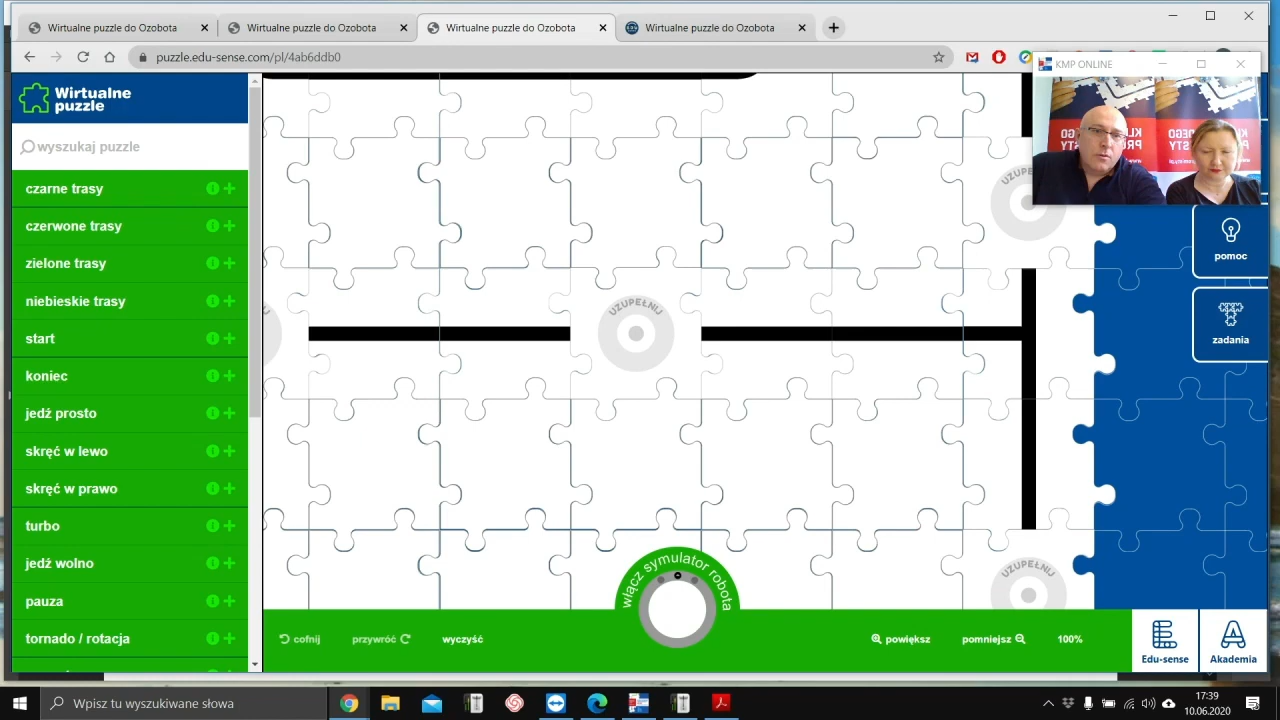 Wirtualne puzzle do Ozobota
Wirtualne puzzle do Ozobota
Wirtualne puzzle do Ozobota
Wirtualne puzzle do Ozobota
puzzle.edu-sense.com/pl/4ab6ddb0
KMP ONLINE
Wirtualne
puzzle
wyszukaj puzzle
czarne trasy
czerwone trasy
zielone trasy
niebieskie trasy
start
koniec
jedź prosto
skręć w lewo
skręć w prawo
turbo
jedź wolno
pauza
tornado / rotacja
UZUPEŁNIJ
UZUPEŁNIJ
pomoc
zadania
włącz symulator robota
cofnij
przywróć
wyczyść
powiększ
pomniejsz
100%
Edu-sense
Akademia
Wpisz tu wyszukiwane słowa
17:39
10.06.2020